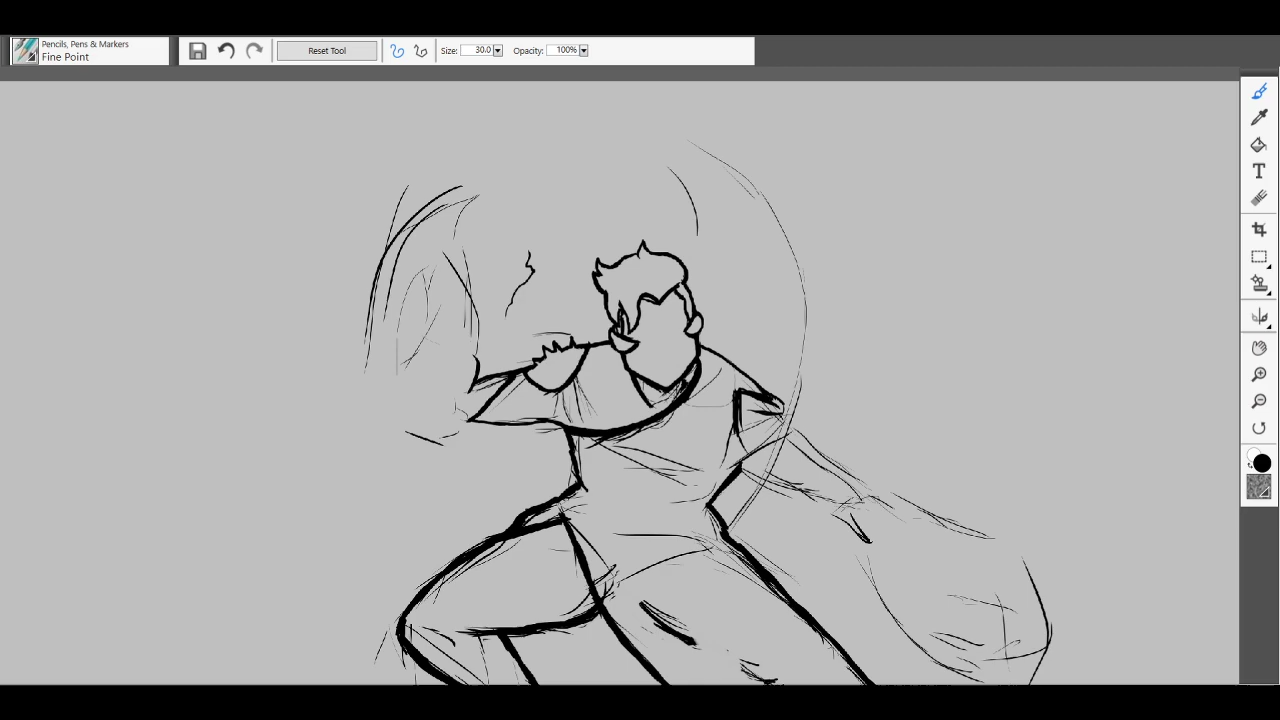 Pencils, Pens & Markers
Fine Point
Reset Tool
Size: 30.0
Opacity: 100%
T